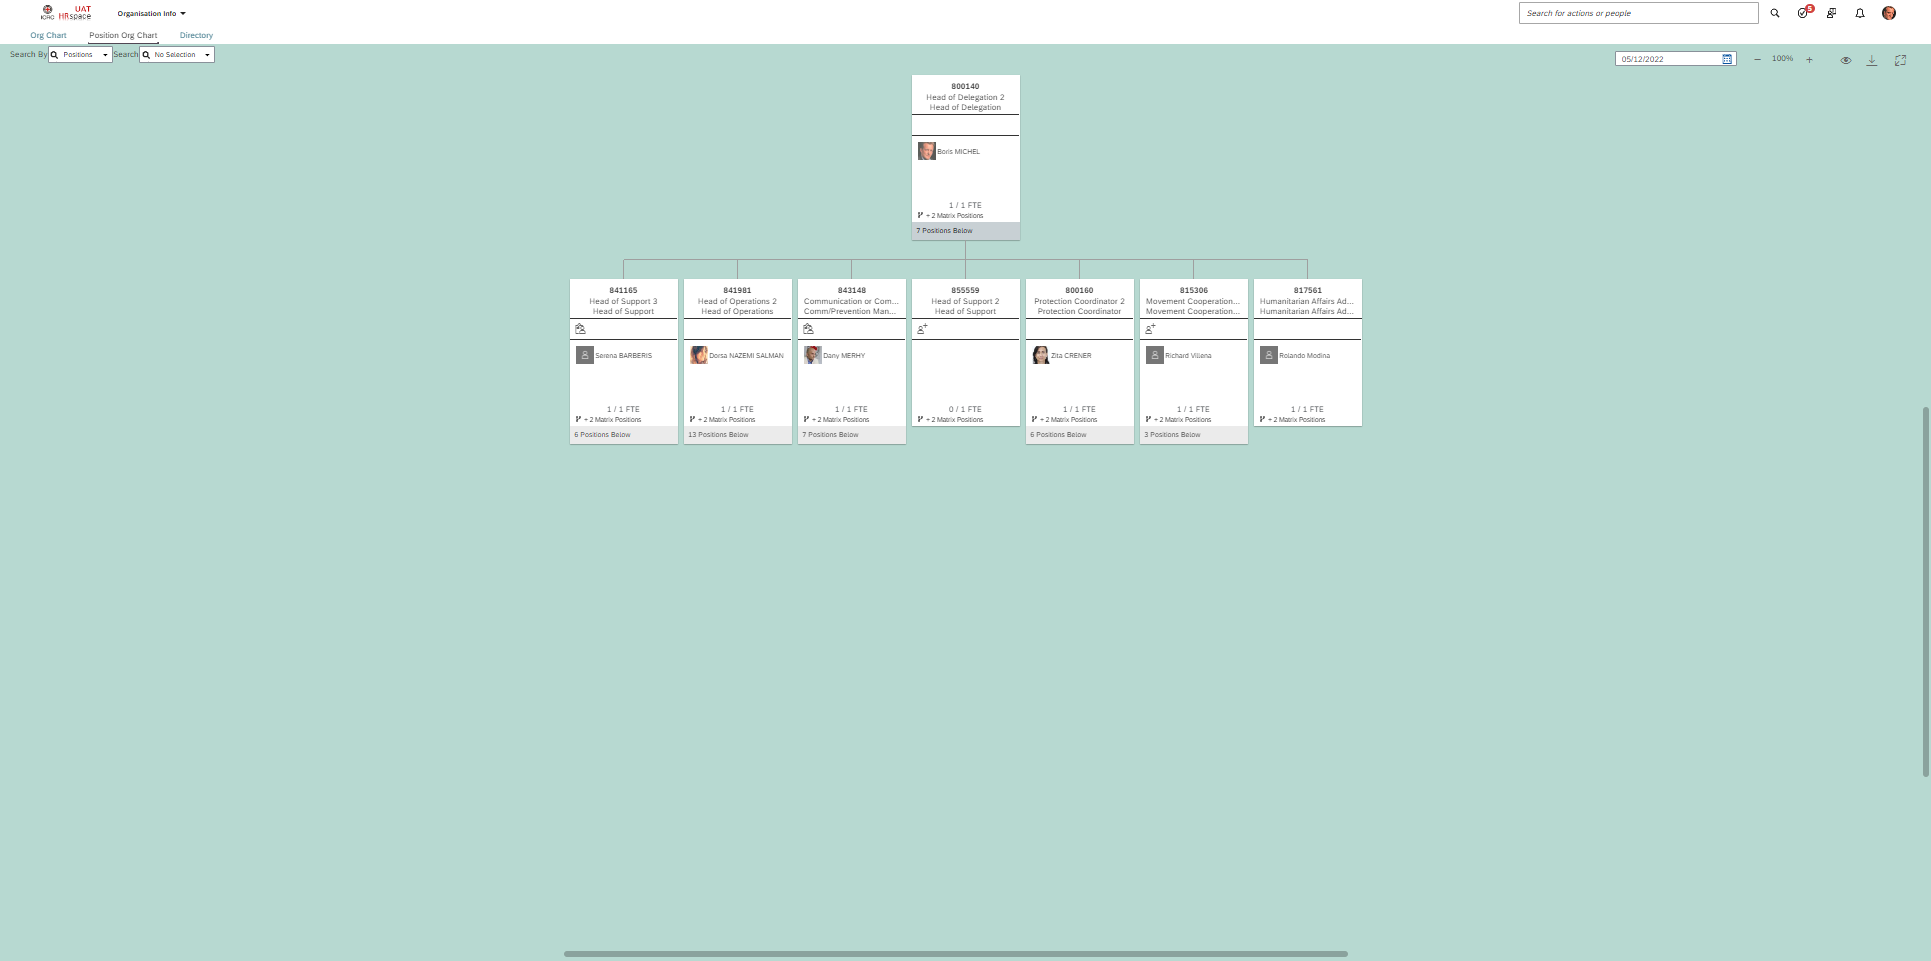 ICRC
UAT
HRspace
Organisation Info
Search for actions or people
5
Org Chart
Position Org Chart
Directory
Search By
Positions
Search
No Selection
05/12/2022
100%
800140
Head of Delegation 2
Head of Delegation
Boris MICHEL
1 / 1 FTE
+ 2 Matrix Positions
7 Positions Below
841165
Head of Support 3
Head of Support
Serena BARBERIS
1 / 1 FTE
+ 2 Matrix Positions
6 Positions Below
841981
Head of Operations 2
Head of Operations
Dorsa NAZEMI SALMAN
1 / 1 FTE
+ 2 Matrix Positions
13 Positions Below
843148
Communication or Com...
Comm/Prevention Man...
Dany MERHY
1 / 1 FTE
+ 2 Matrix Positions
7 Positions Below
855559
Head of Support 2
Head of Support
0 / 1 FTE
+ 2 Matrix Positions
800160
Protection Coordinator 2
Protection Coordinator
Zita CRENER
1 / 1 FTE
+ 2 Matrix Positions
6 Positions Below
815306
Movement Cooperation...
Movement Cooperation...
Richard Villena
1 / 1 FTE
+ 2 Matrix Positions
3 Positions Below
817561
Humanitarian Affairs Ad...
Humanitarian Affairs Ad...
Rolando Modina
1 / 1 FTE
+ 2 Matrix Positions